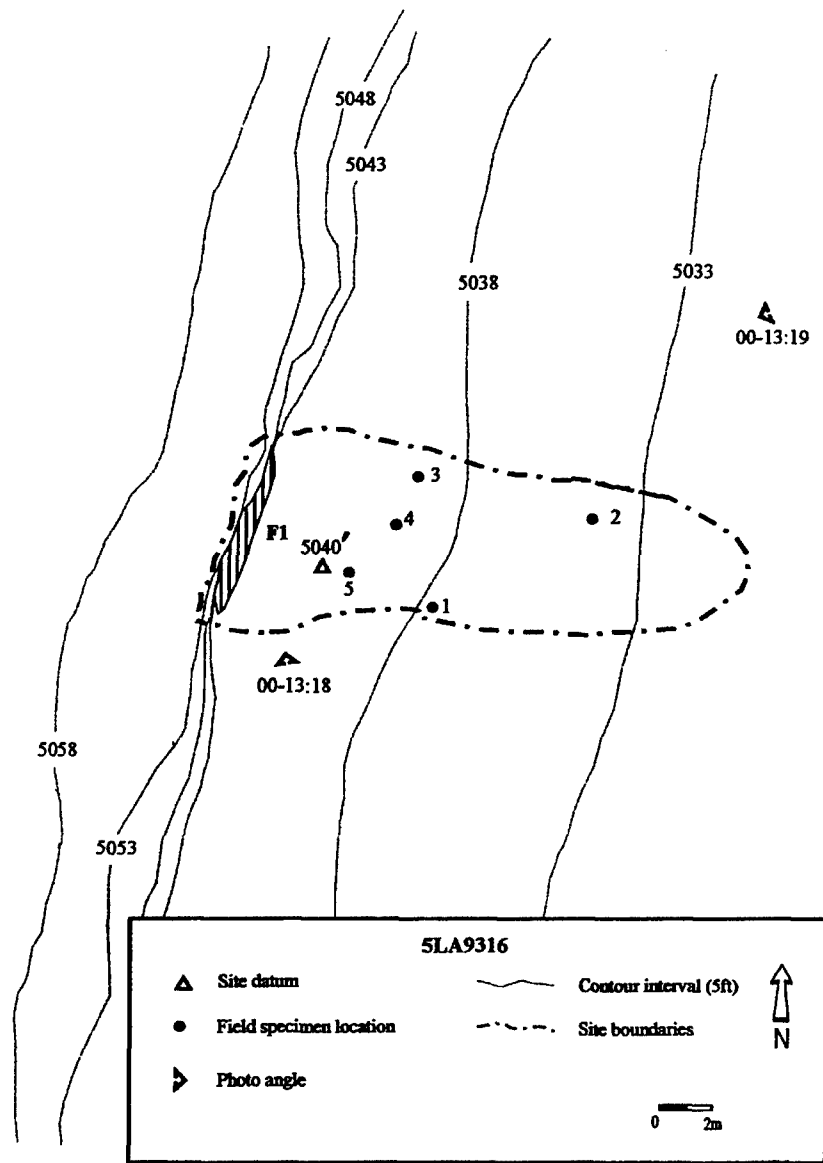 5048
5043
5038
5033
00-13:19
3
4
2
F1
5040'
5
1
00-13:18
5058
5053
5LA9316
Site datum
Contour interval (5ft)
Field specimen location
Site boundaries
N
Photo angle
0 2m